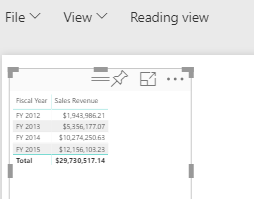 File View Reading view
Fiscal Year Sales Revenue
FY 2012 $1,943,986.21
FY 2013 $5,356,177.07
FY 2014 $10,274,250.63
FY 2015 $12,156,103.23
Total $29,730,517.14